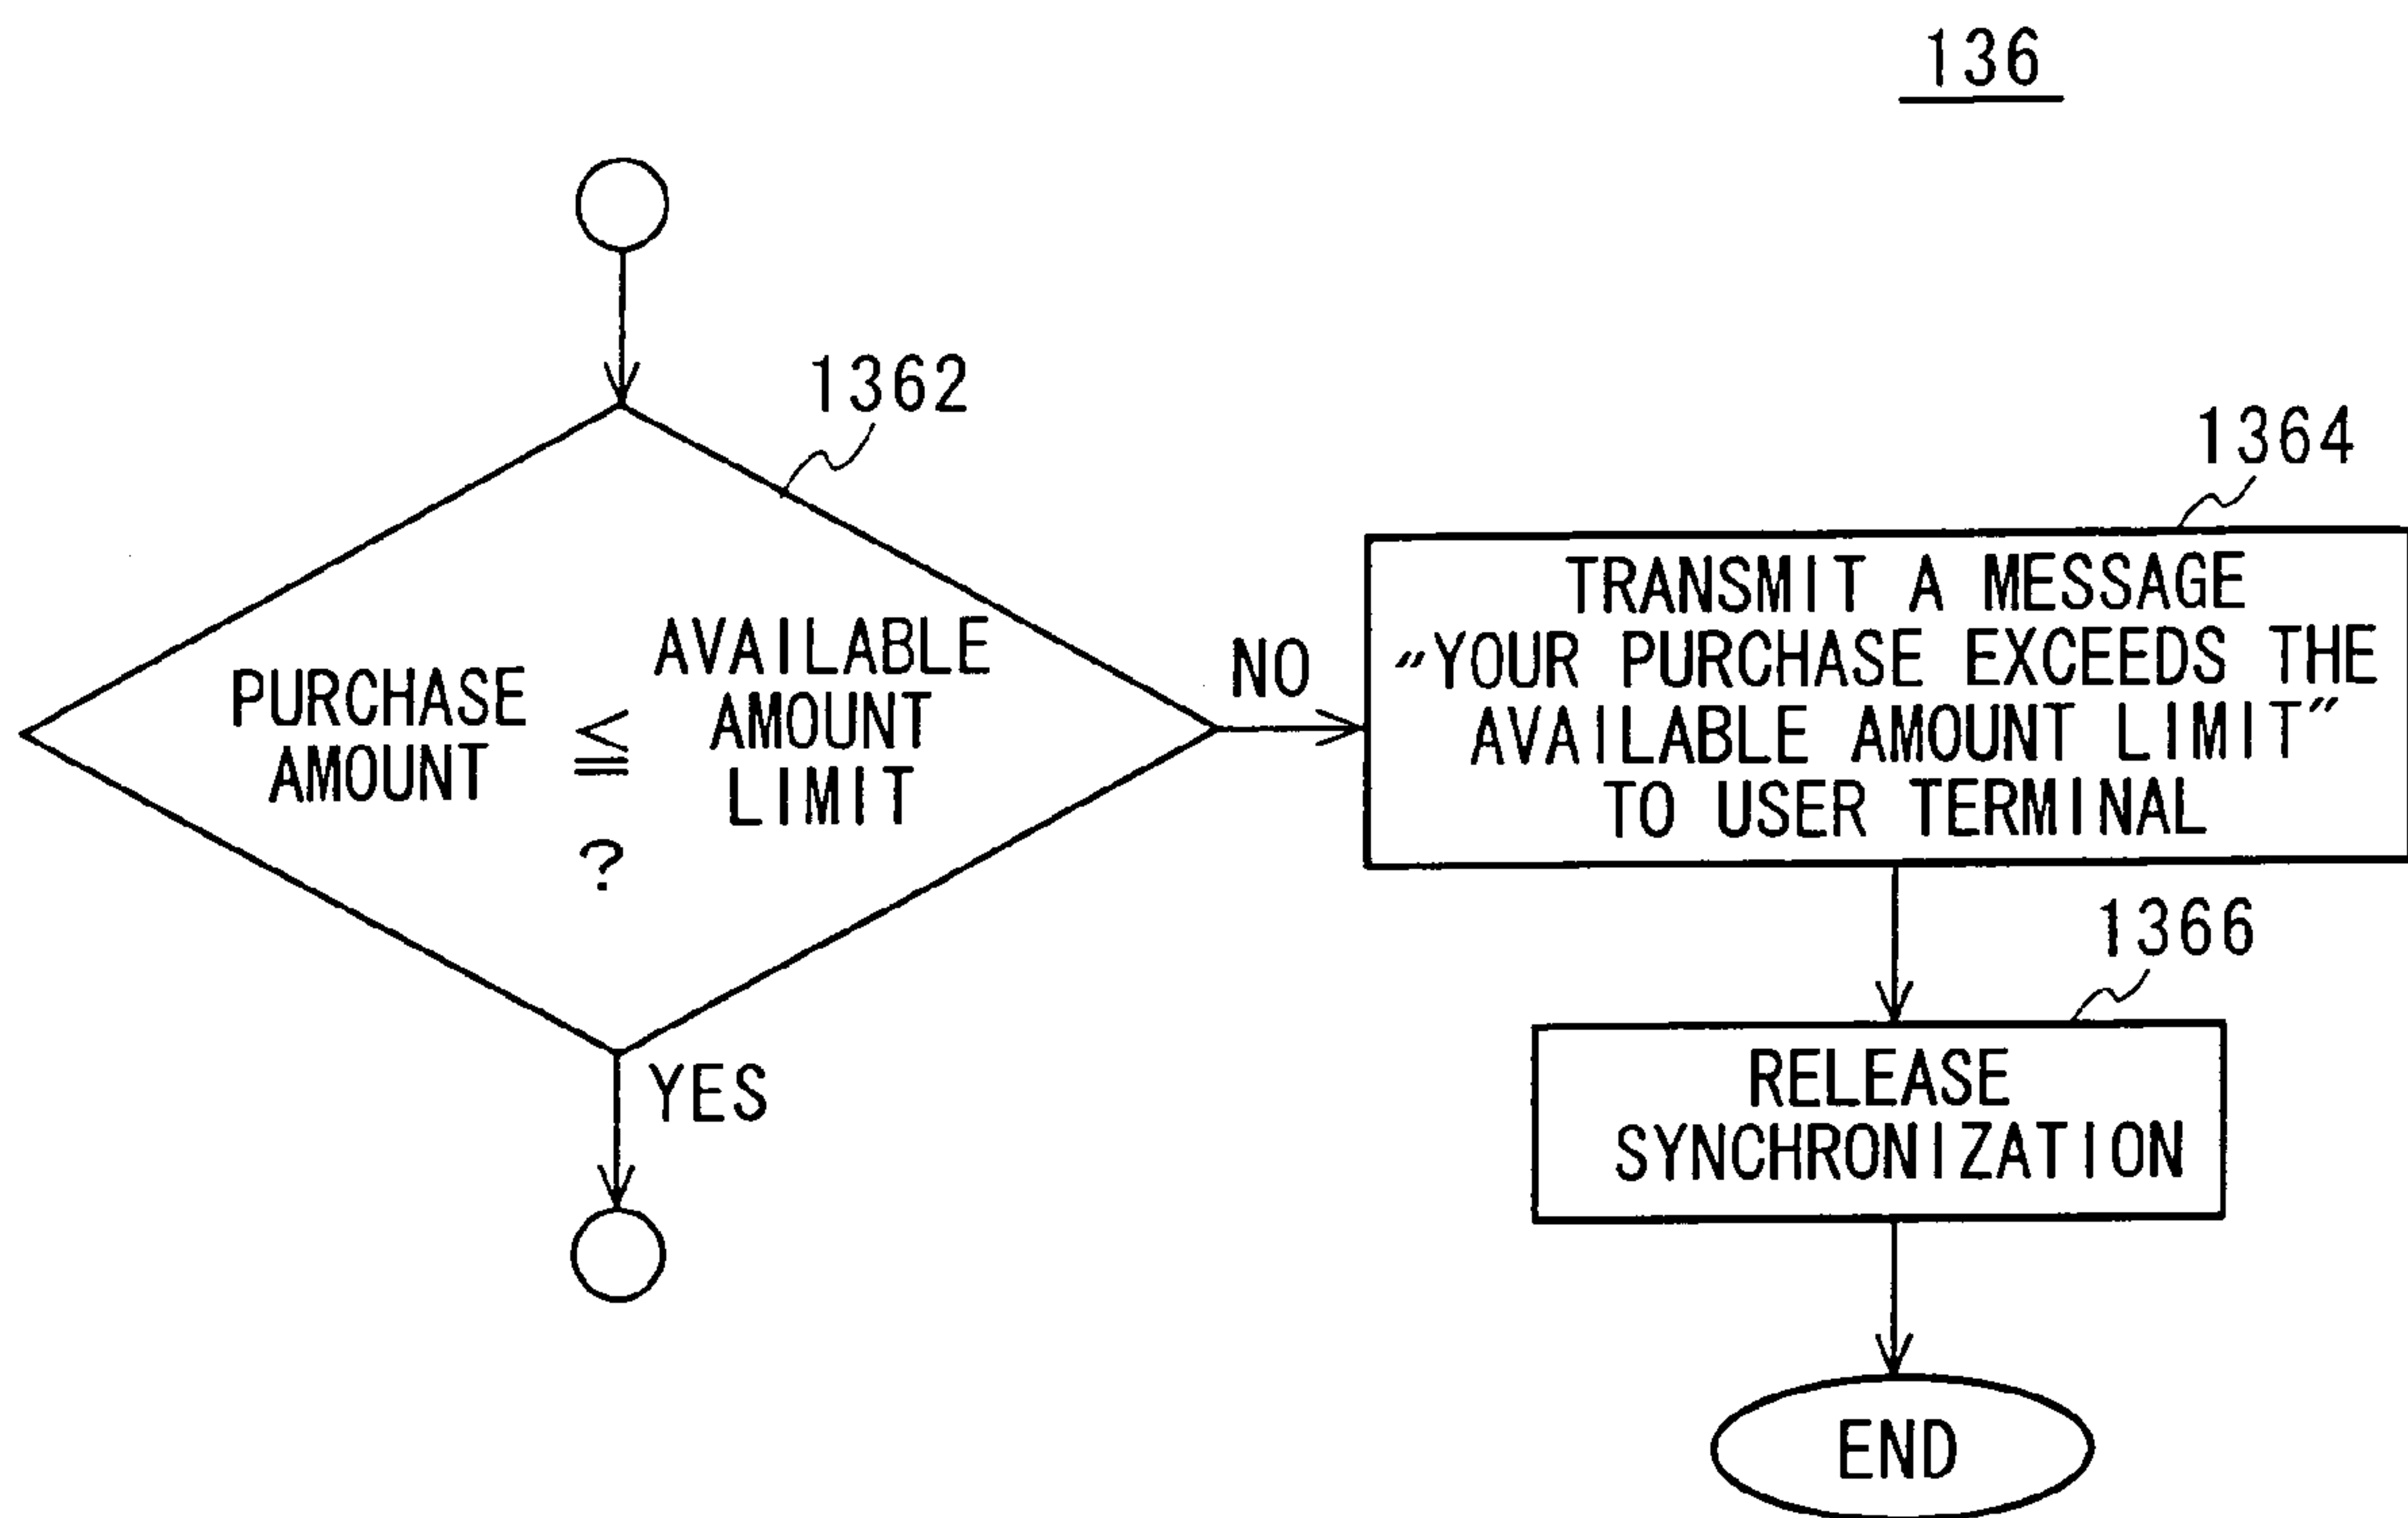 136
1362
PURCHASE
AMOUNT
≦
AVAILABLE
AMOUNT
LIMIT
?
NO
YES
1364
TRANSMIT A MESSAGE
"YOUR PURCHASE EXCEEDS THE
AVAILABLE AMOUNT LIMIT"
TO USER TERMINAL
1366
RELEASE
SYNCHRONIZATION
END